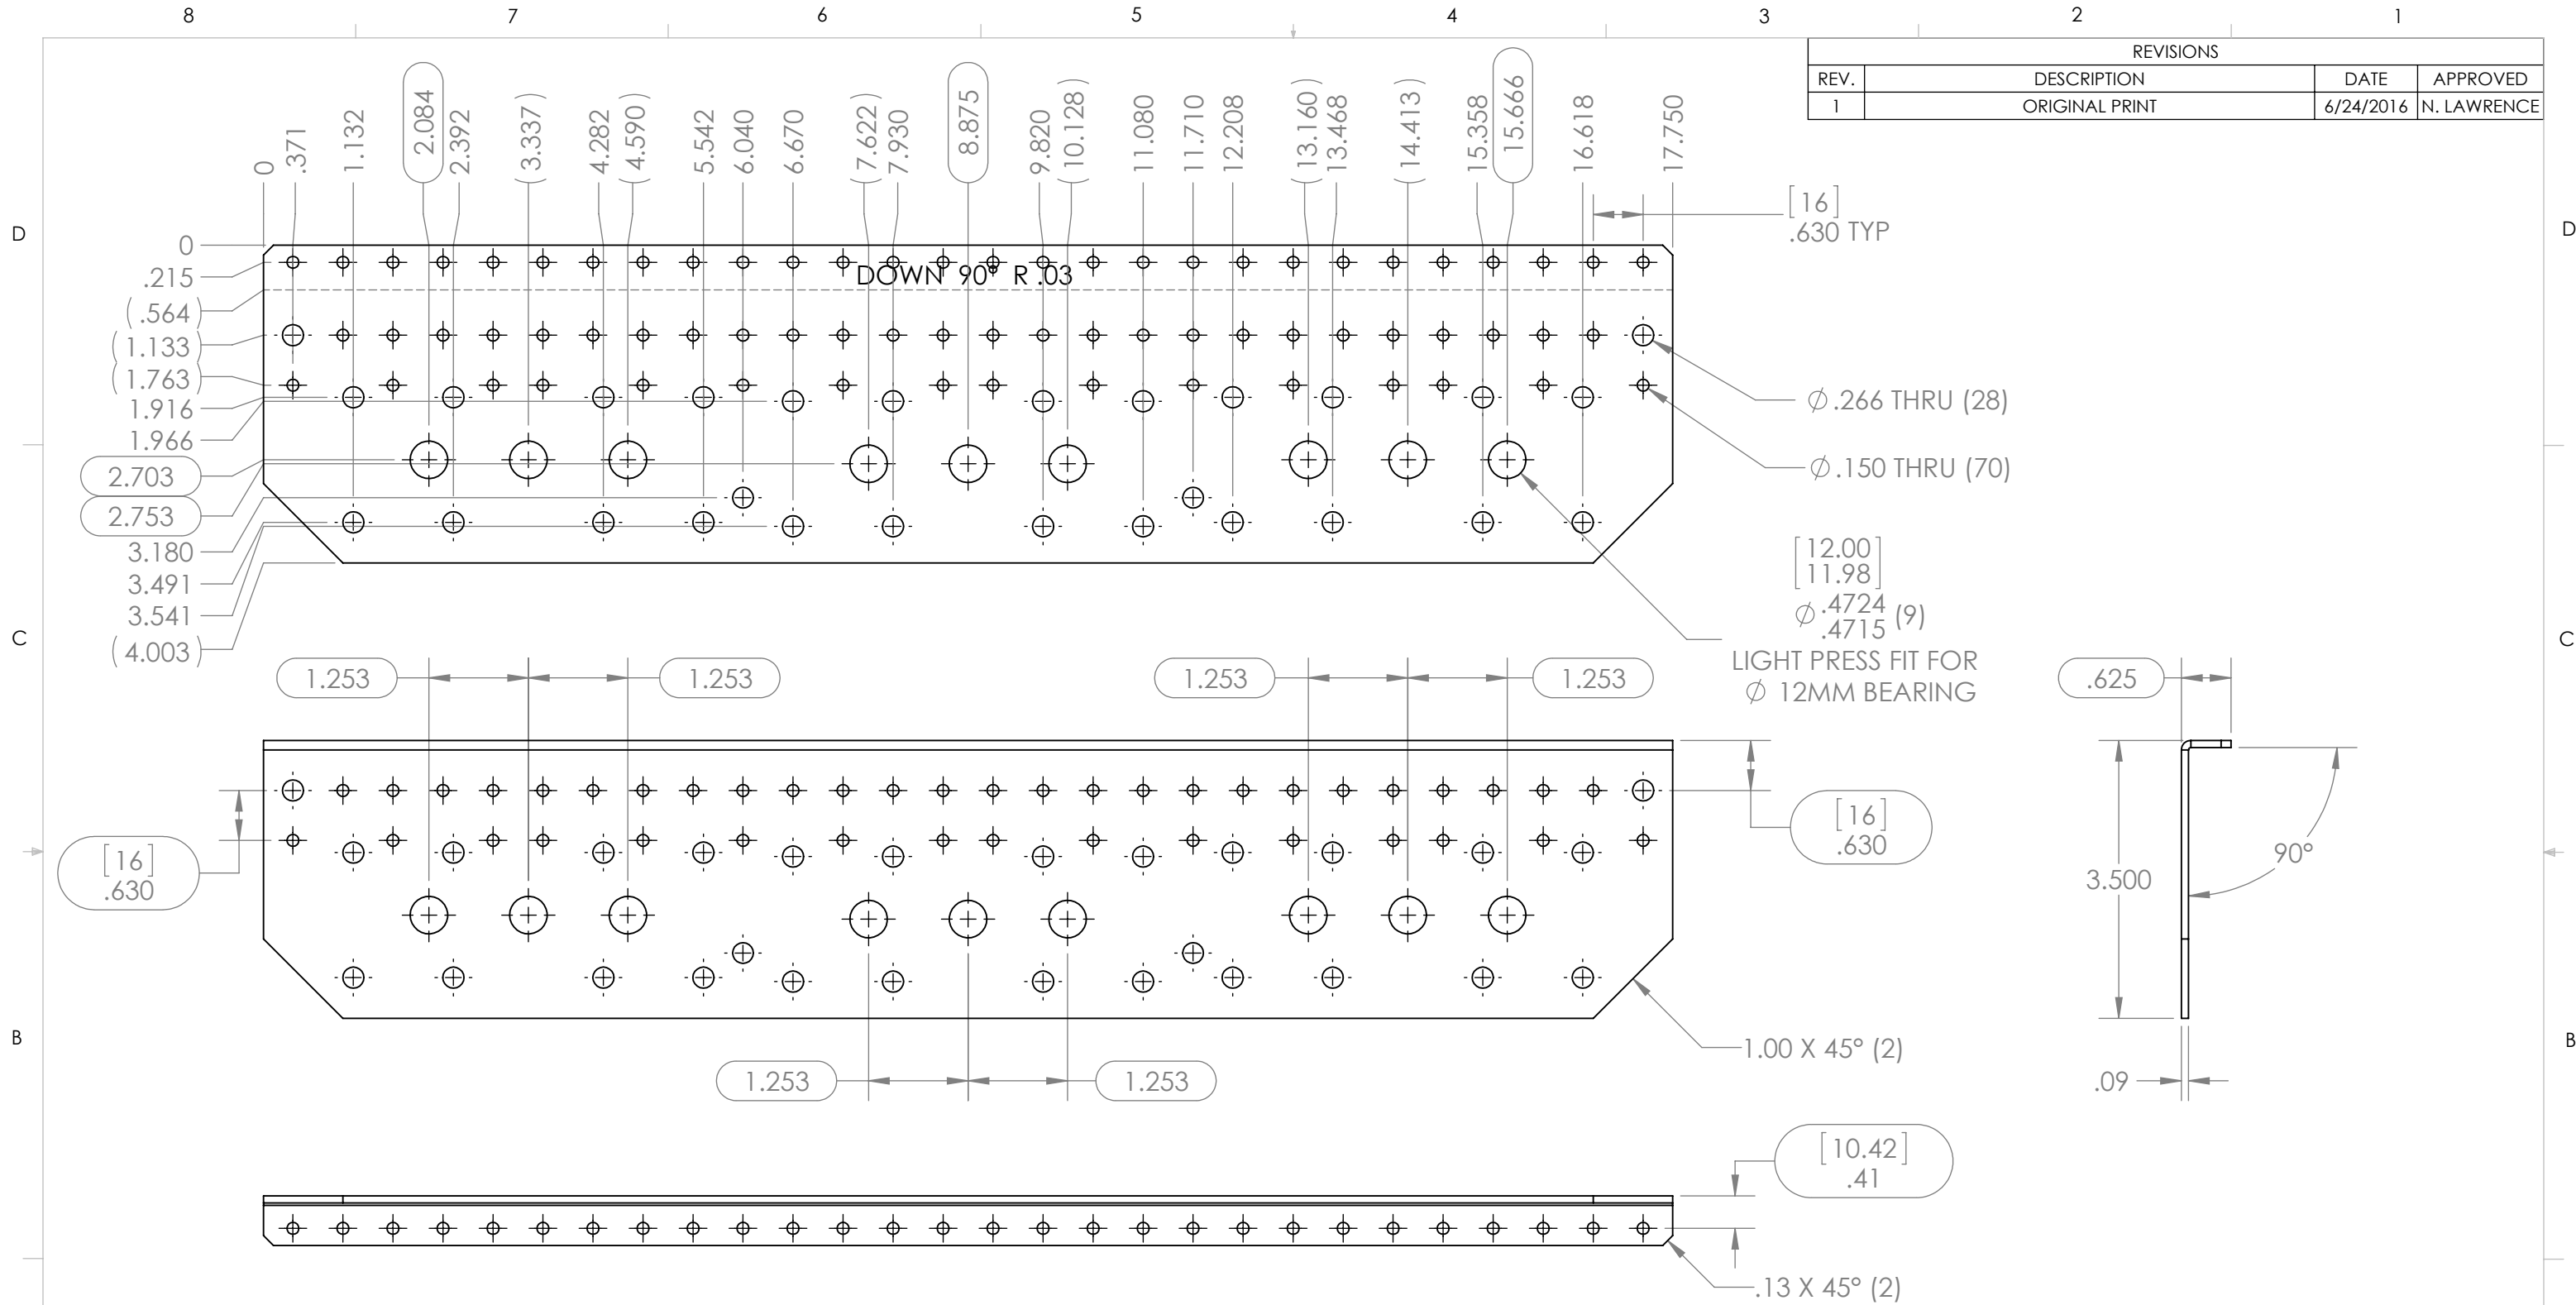 8 7 6 5 4 3 2 1
REVISIONS
REV. DESCRIPTION DATE APPROVED
1 ORIGINAL PRINT 6/24/2016 N. LAWRENCE
0 .371 1.132 2.084 2.392 (3.337) 4.282 (4.590) 5.542 6.040 6.670 (7.622) 7.930 8.875 9.820 (10.128) 11.080 11.710 12.208 (13.160) 13.468 (14.413) 15.358 15.666 16.618 17.750
[16]
.630 TYP
D D
0
.215
(.564)
(1.133)
(1.763)
1.916
1.966
2.703
2.753
3.180
3.491
3.541
(4.003)
DOWN 90° R .03
∅.266 THRU (28)
∅.150 THRU (70)
[12.00]
[11.98]
∅.4724 (9)
.4715
LIGHT PRESS FIT FOR
∅ 12MM BEARING
C C
1.253 1.253 1.253 1.253
.625
[16]
.630
[16]
.630
3.500
90°
B B
1.00 X 45° (2)
1.253 1.253
.09
[10.42]
.41
.13 X 45° (2)